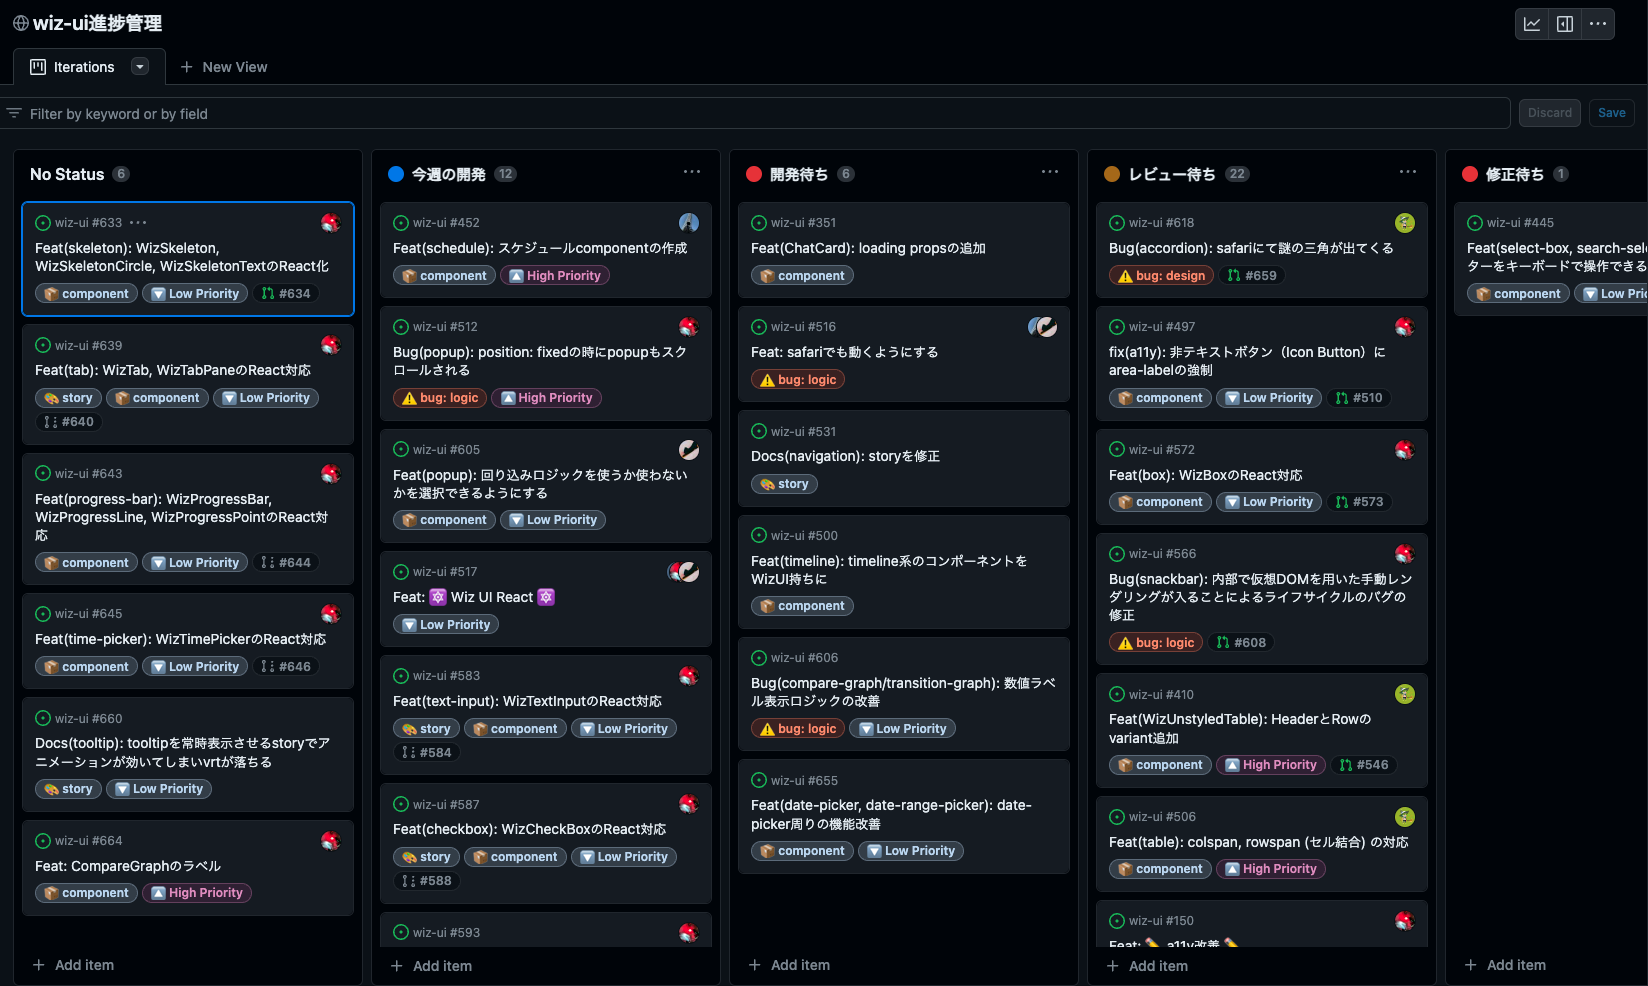 wiz-ui進捗管理
Iterations
New View
Filter by keyword or by field
Discard
Save
No Status 6
wiz-ui #633
Feat(skeleton): WizSkeleton,
WizSkeletonCircle, WizSkeletonTextのReact化
component Low Priority #634
wiz-ui #639
Feat(tab): WizTab, WizTabPaneのReact対応
story component Low Priority
#640
wiz-ui #643
Feat(progress-bar): WizProgressBar,
WizProgressLine, WizProgressPointのReact対
応
component Low Priority #644
wiz-ui #645
Feat(time-picker): WizTimePickerのReact対応
component Low Priority #646
wiz-ui #660
Docs(tooltip): tooltipを常時表示させるstoryでア
ニメーションが効いてしまいvrtが落ちる
story Low Priority
wiz-ui #664
Feat: CompareGraphのラベル
component High Priority
Add item
今週の開発 12
wiz-ui #452
Feat(schedule): スケジュールcomponentの作成
component High Priority
wiz-ui #512
Bug(popup): position: fixedの時にpopupもスク
ロールされる
bug: logic High Priority
wiz-ui #605
Feat(popup): 回り込みロジックを使うか使わない
かを選択できるようにする
component Low Priority
wiz-ui #517
Feat: ⚛️ Wiz UI React ⚛️
Low Priority
wiz-ui #583
Feat(text-input): WizTextInputのReact対応
story component Low Priority
#584
wiz-ui #587
Feat(checkbox): WizCheckBoxのReact対応
story component Low Priority
#588
wiz-ui #593
Add item
開発待ち 6
wiz-ui #351
Feat(ChatCard): loading propsの追加
component
wiz-ui #516
Feat: safariでも動くようにする
bug: logic
wiz-ui #531
Docs(navigation): storyを修正
story
wiz-ui #500
Feat(timeline): timeline系のコンポーネントを
WizUI持ちに
component
wiz-ui #606
Bug(compare-graph/transition-graph): 数値ラベ
ル表示ロジックの改善
bug: logic Low Priority
wiz-ui #655
Feat(date-picker, date-range-picker): date-
picker周りの機能改善
component Low Priority
Add item
レビュー待ち 22
wiz-ui #618
Bug(accordion): safariにて謎の三角が出てくる
bug: design #659
wiz-ui #497
fix(a11y): 非テキストボタン（Icon Button）に
area-labelの強制
component Low Priority #510
wiz-ui #572
Feat(box): WizBoxのReact対応
component Low Priority #573
wiz-ui #566
Bug(snackbar): 内部で仮想DOMを用いた手動レン
ダリングが入ることによるライフサイクルのバグの
修正
bug: logic #608
wiz-ui #410
Feat(WizUnstyledTable): HeaderとRowの
variant追加
component High Priority #546
wiz-ui #506
Feat(table): colspan, rowspan (セル結合) の対応
component High Priority
wiz-ui #150
Feat: ✏️ a11y改善 ✏️
Add item
修正待ち 1
wiz-ui #445
Feat(select-box, search-sele
ターをキーボードで操作できる
component Low Prio
Add item